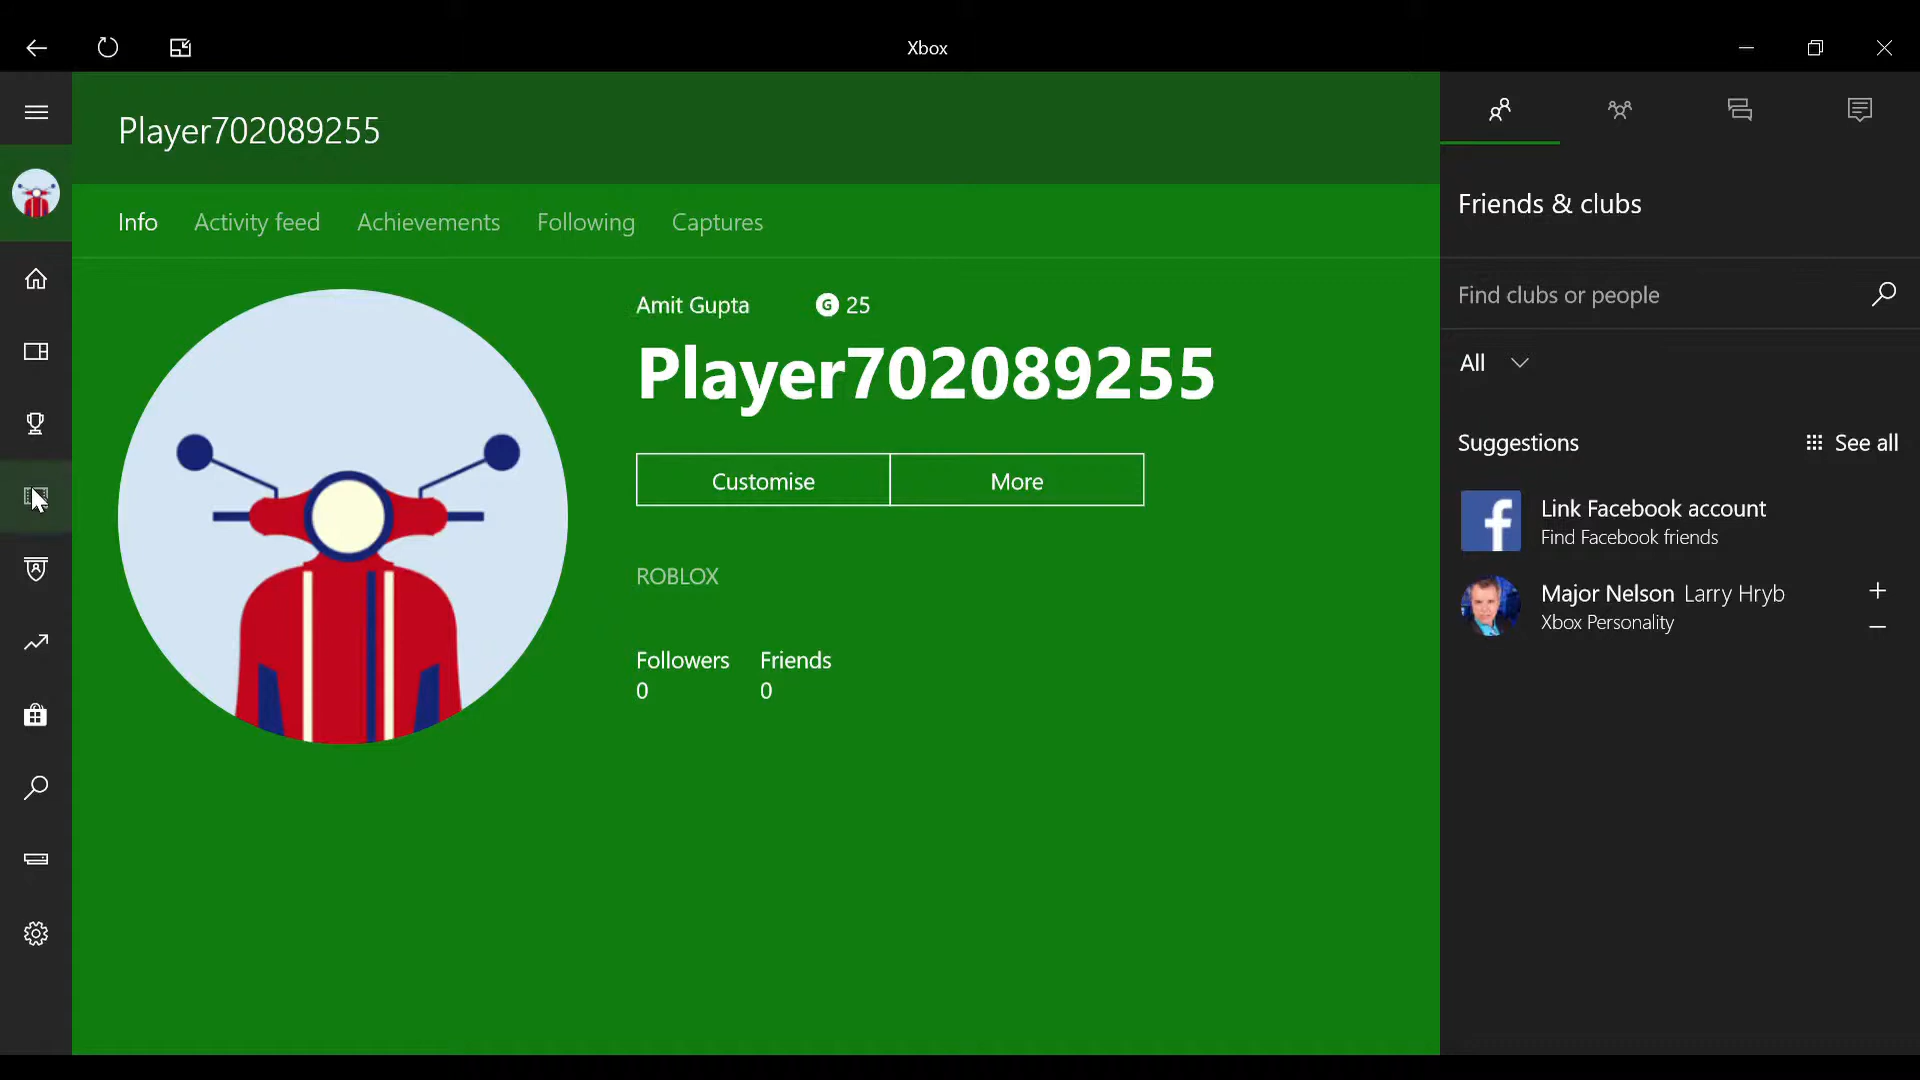 Xbox
Player702089255
Info Activity feed Achievements Following Captures
Amit Gupta G 25
Player702089255
Customise More
ROBLOX
Followers Friends
0 0
Friends & clubs
Find clubs or people
All
Suggestions See all
f Link Facebook account
Find Facebook friends
Major Nelson Larry Hryb
Xbox Personality